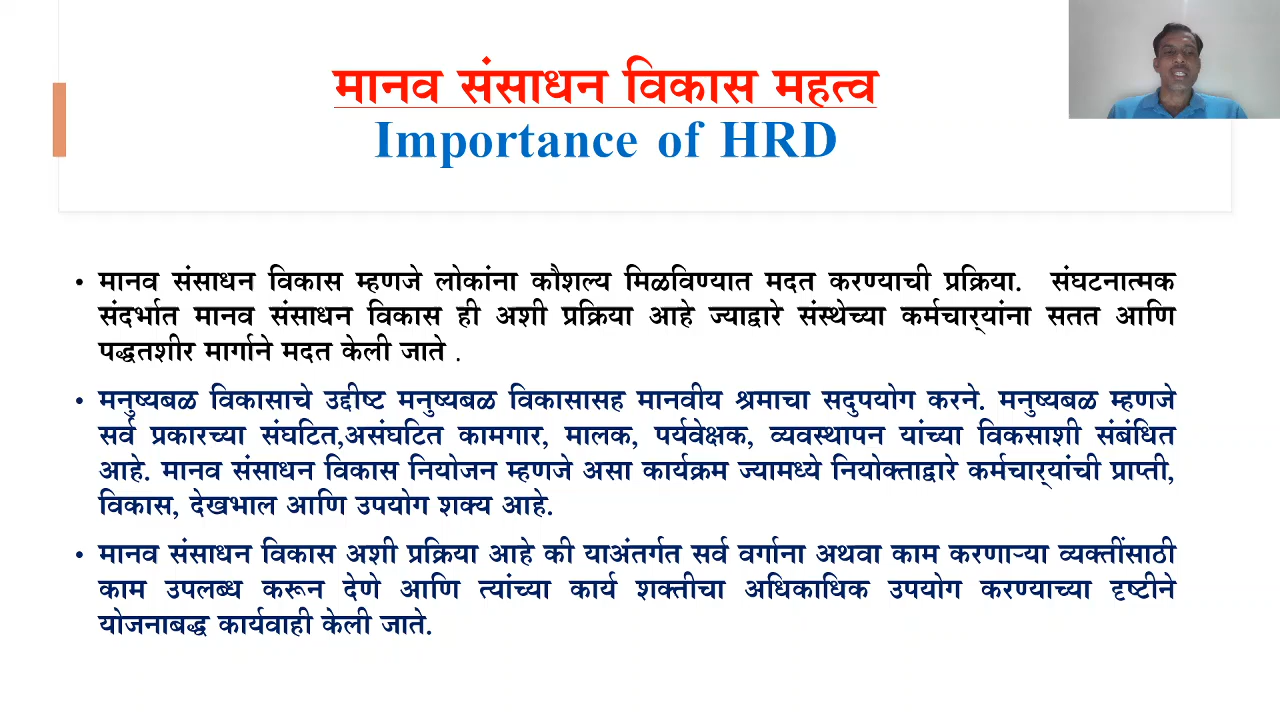 मानव संसाधन विकास महत्व
Importance of HRD
• मानव संसाधन विकास म्हणजे लोकांना कौशल्य मिळविण्यात मदत करण्याची प्रक्रिया. संघटनात्मक
संदर्भात मानव संसाधन विकास ही अशी प्रक्रिया आहे ज्याद्वारे संस्थेच्या कर्मचार्‍यांना सतत आणि
पद्धतशीर मार्गाने मदत केली जाते .
• मनुष्यबळ विकासाचे उद्दीष्ट मनुष्यबळ विकासासह मानवीय श्रमाचा सदुपयोग करने. मनुष्यबळ म्हणजे
सर्व प्रकारच्या संघटित,असंघटित कामगार, मालक, पर्यवेक्षक, व्यवस्थापन यांच्या विकसाशी संबंधित
आहे. मानव संसाधन विकास नियोजन म्हणजे असा कार्यक्रम ज्यामध्ये नियोक्ताद्वारे कर्मचार्‍यांची प्राप्ती,
विकास, देखभाल आणि उपयोग शक्य आहे.
• मानव संसाधन विकास अशी प्रक्रिया आहे की याअंतर्गत सर्व वर्गाना अथवा काम करणाऱ्या व्यक्तींसाठी
काम उपलब्ध करून देणे आणि त्यांच्या कार्य शक्तीचा अधिकाधिक उपयोग करण्याच्या दृष्टीने
योजनाबद्ध कार्यवाही केली जाते.